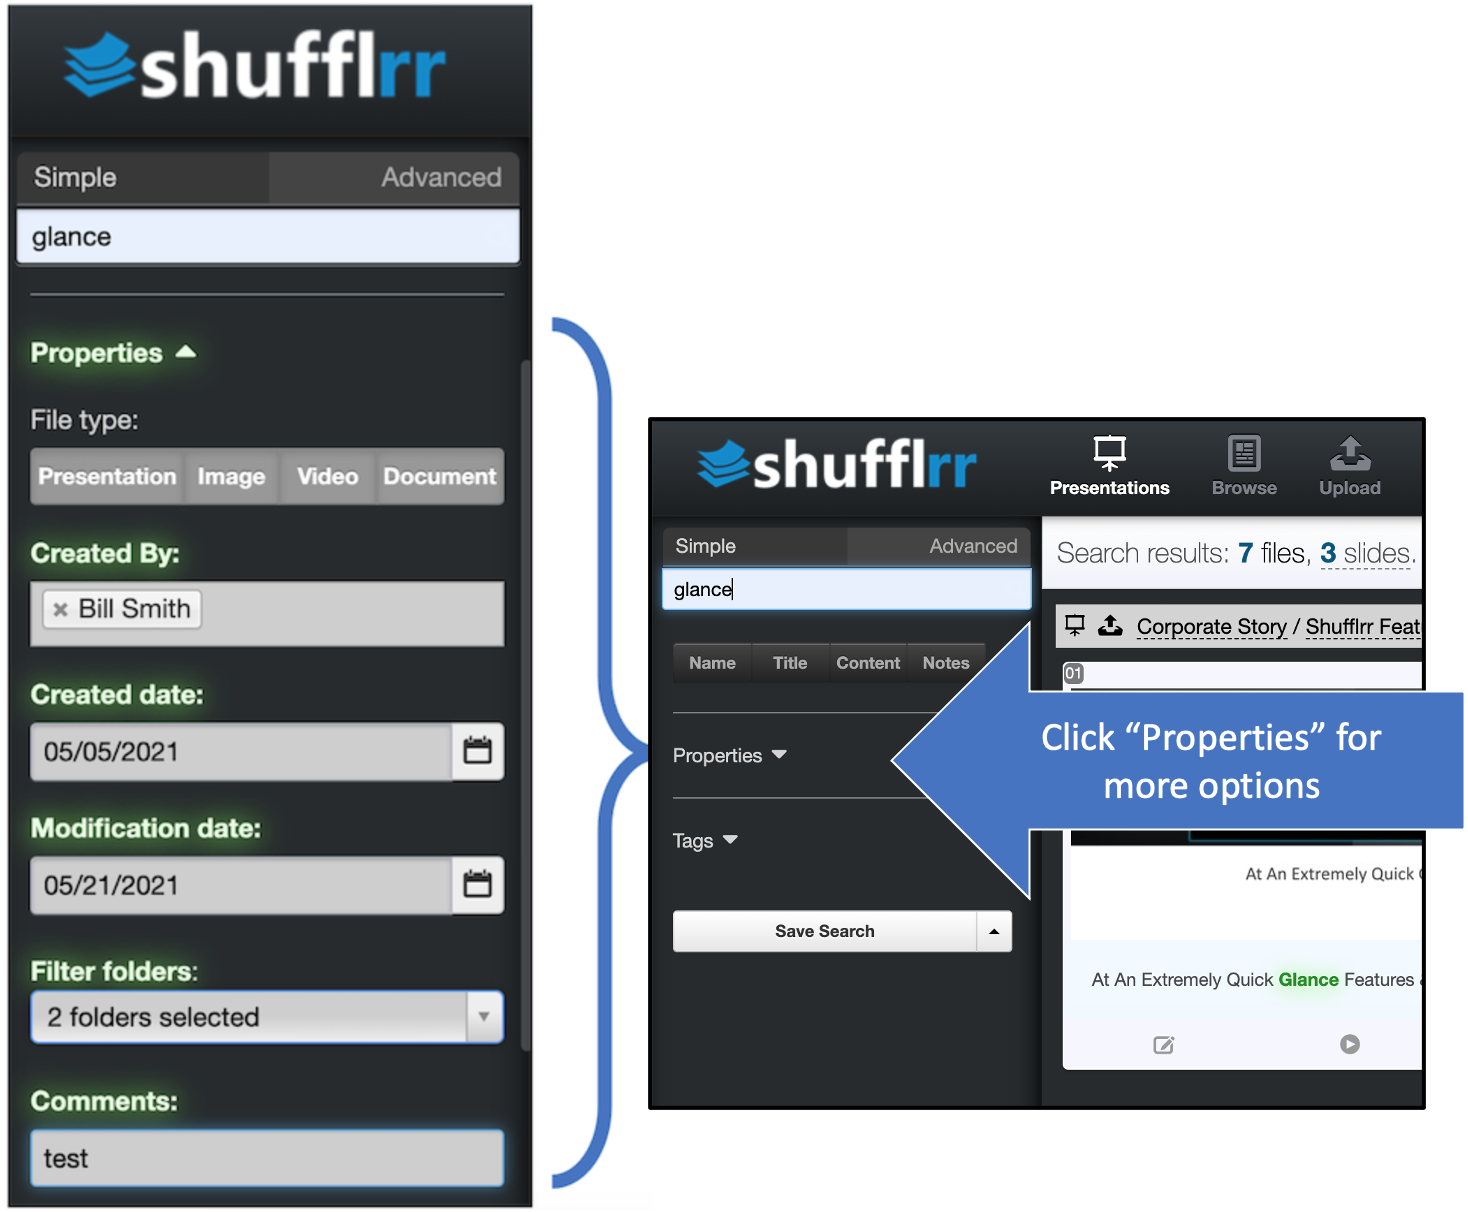 shufflrr
Simple Advanced
glance
Properties
File type:
Presentation Image Video Document
Created By:
× Bill Smith
Created date:
05/05/2021
Modification date:
05/21/2021
Filter folders:
2 folders selected
Comments:
test
shufflrr
Presentations Browse Upload
Simple Advanced
glance
Search results: 7 files, 3 slides.
Corporate Story / Shufflrr Feat
01
Name Title Content Notes
Click “Properties” for
more options
Properties
Tags
At An Extremely Quick
Save Search
At An Extremely Quick Glance Features